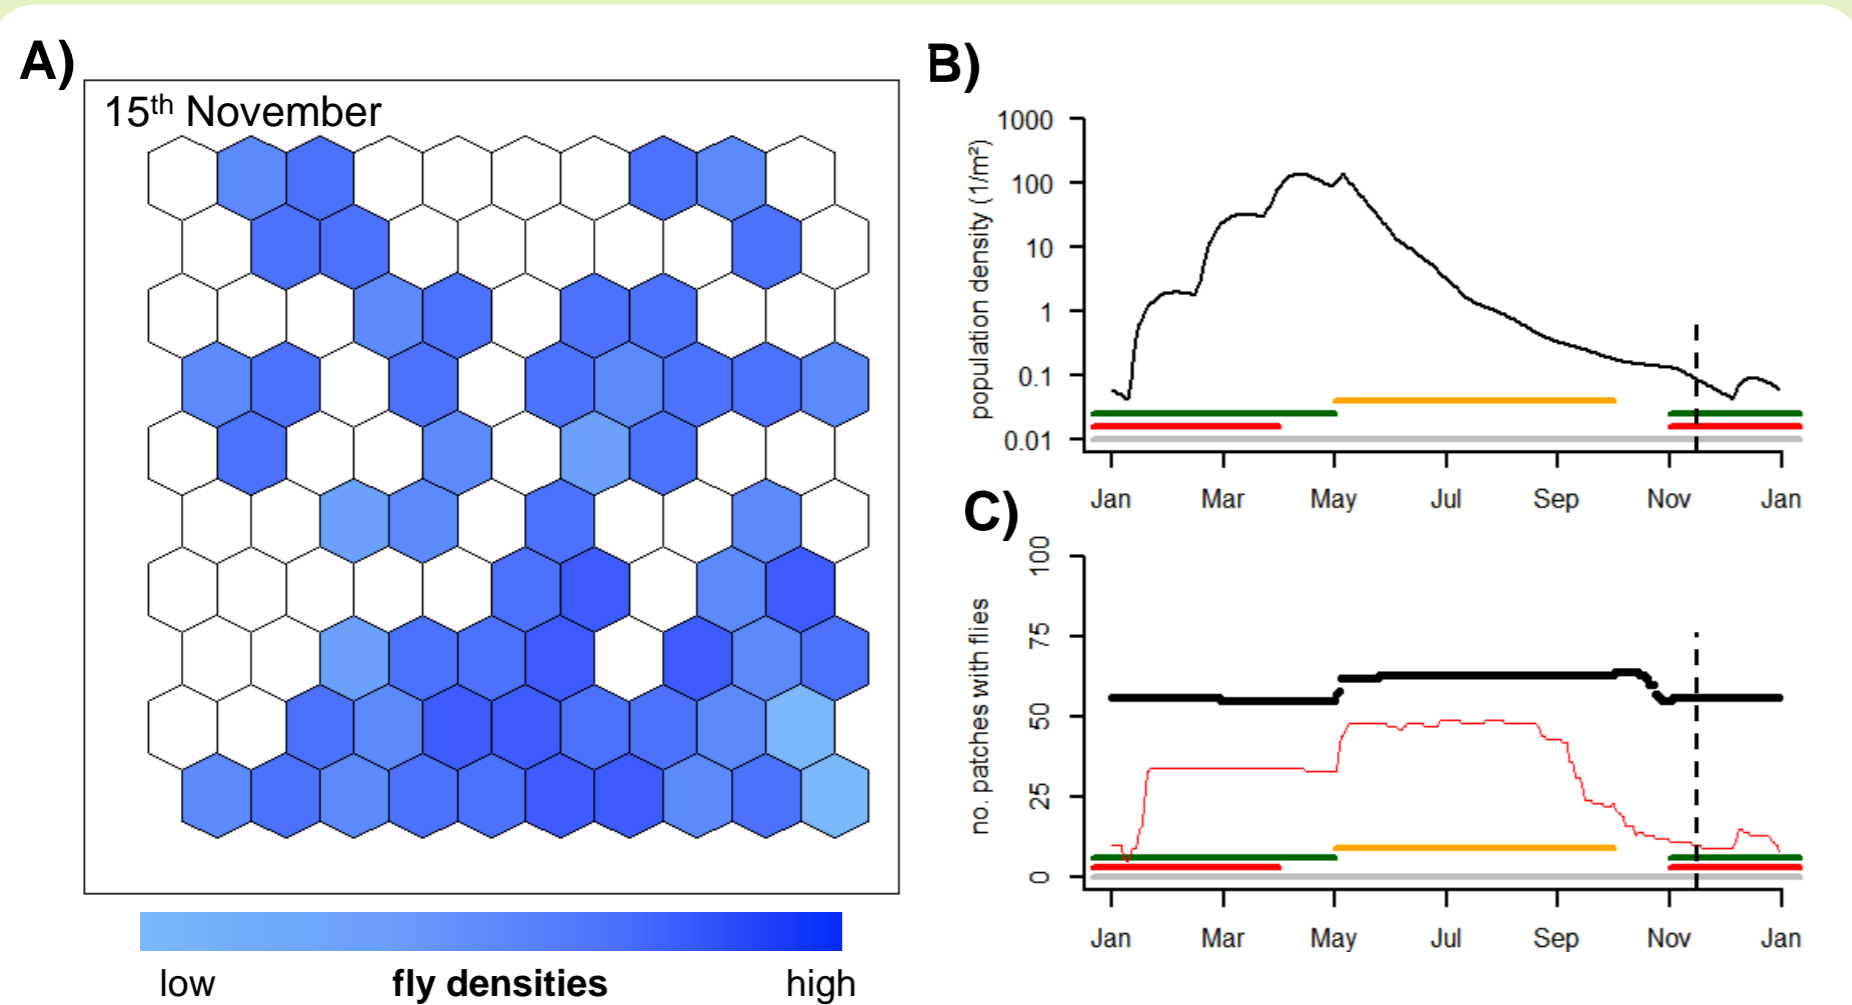 A)
15th November
low fly densities high
B)
population density (1/m²)
1000
100
10
1
0.1
0.01
Jan Mar May Jul Sep Nov Jan
C)
no. patches with flies
100
75
50
25
0
Jan Mar May Jul Sep Nov Jan